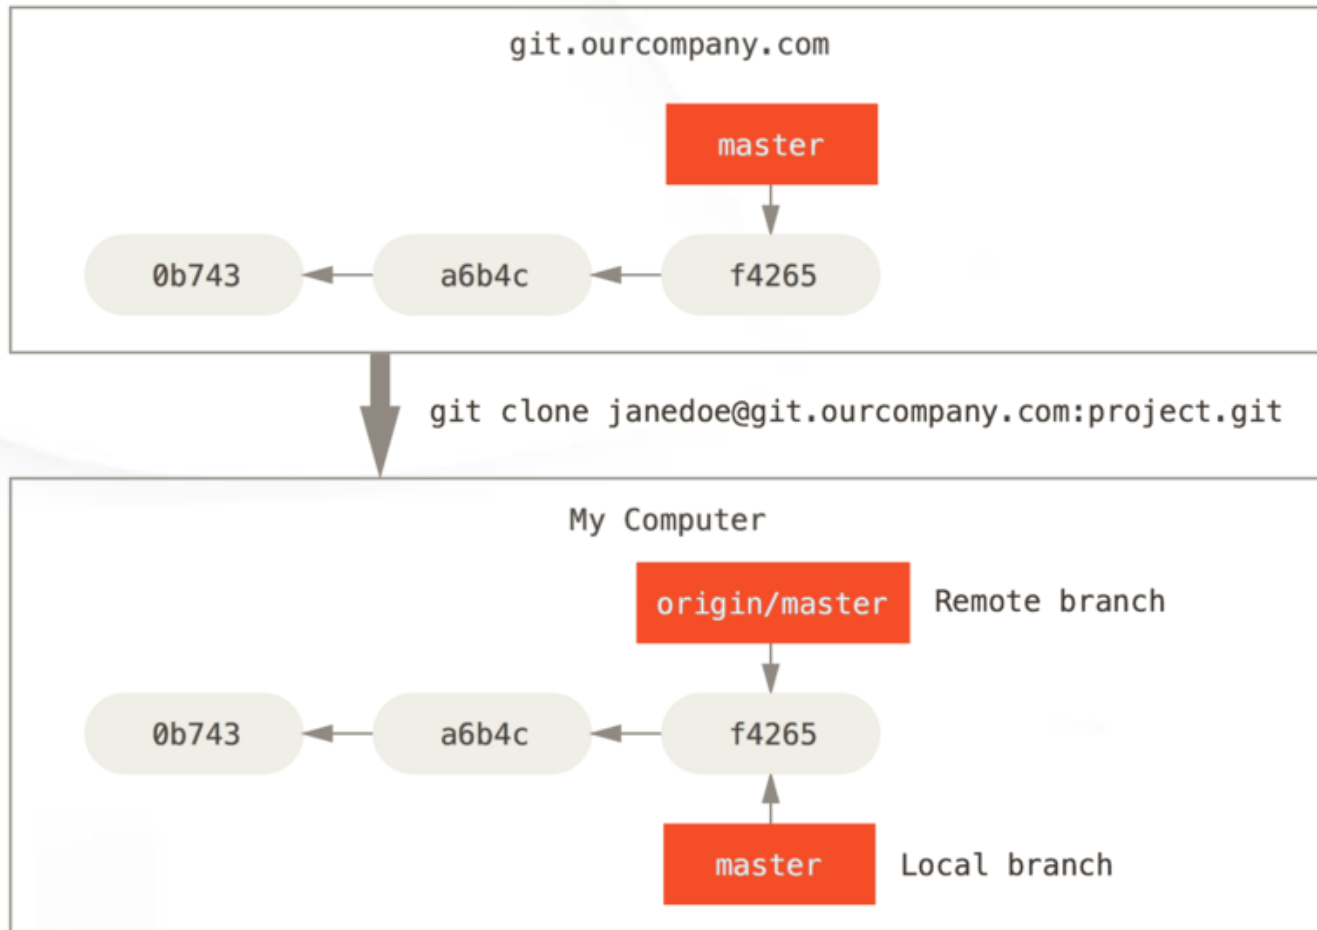 git.ourcompany.com
master
0b743 a6b4c f4265
git clone janedoe@git.ourcompany.com:project.git
My Computer
origin/master Remote branch
0b743 a6b4c f4265
master Local branch